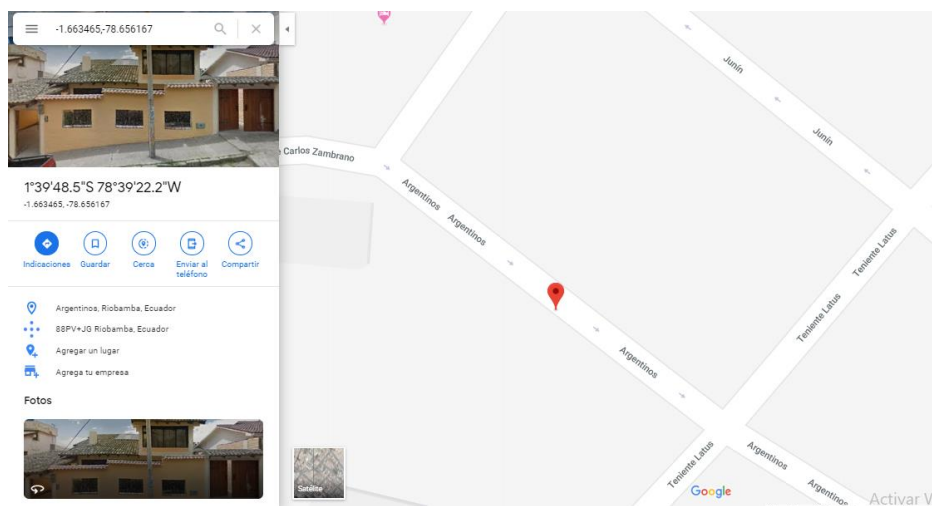 -1.663465,-78.656167
1°39'48.5"S 78°39'22.2"W
-1.663465, -78.656167
Indicaciones
Guardar
Cerca
Enviar al
teléfono
Compartir
Argentinos, Riobamba, Ecuador
88PV+JG Riobamba, Ecuador
Agregar un lugar
Agrega tu empresa
Fotos
Junín
Junín
Carlos Zambrano
Argentinos
Argentinos
Teniente Latus
Teniente Latus
Argentinos
Argentinos
Teniente Latus
Argentinos
Satélite
Google
Activar W